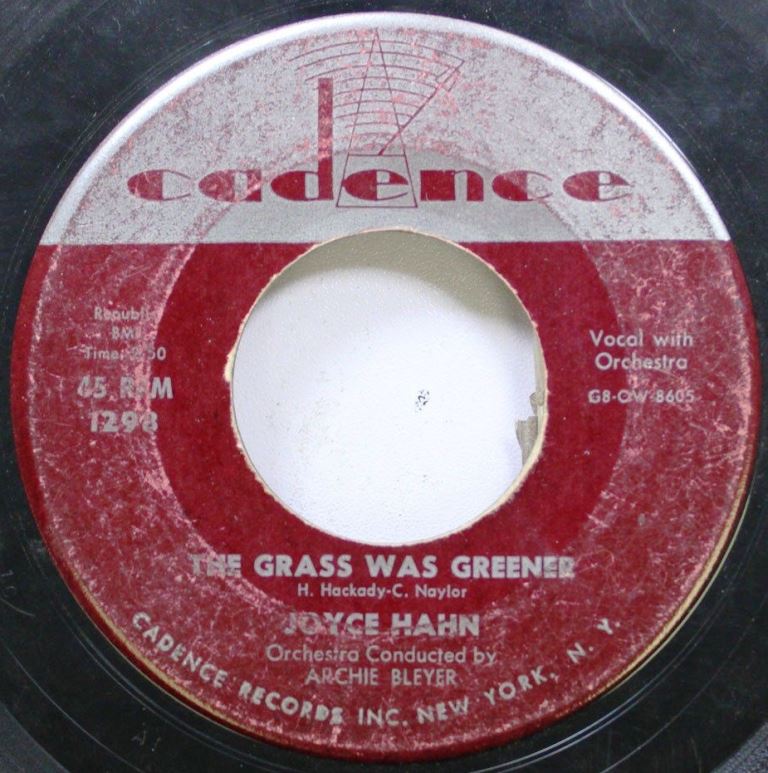 cadence
Republic
BMI
Time: 2:50
45 RPM
1298
Vocal with
Orchestra
G8-OW-8605
THE GRASS WAS GREENER
H. Hackady-C. Naylor
JOYCE HAHN
Orchestra Conducted by
ARCHIE BLEYER
CADENCE RECORDS INC. NEW YORK, N. Y.
A1